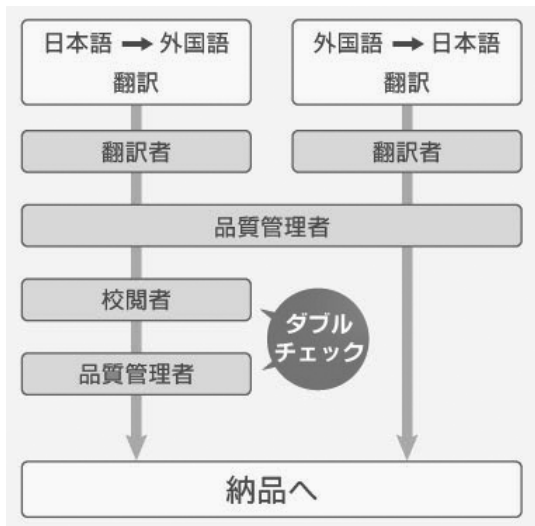 日本語 → 外国語
翻訳
外国語 → 日本語
翻訳
翻訳者
翻訳者
品質管理者
校閲者
品質管理者
ダブル
チェック
納品へ